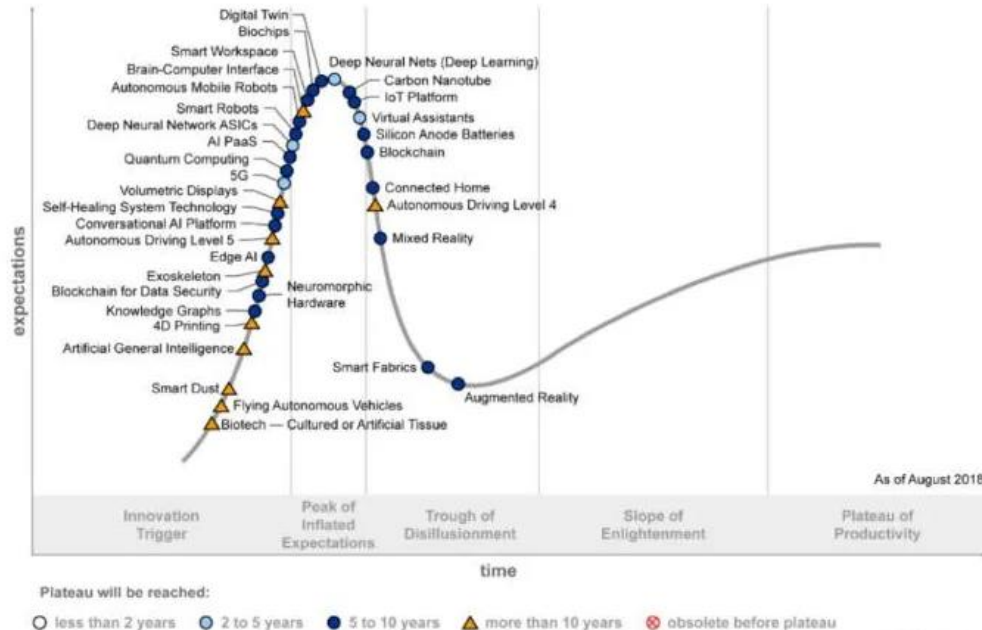 Digital Twin
Biochips
Smart Workspace
Brain-Computer Interface
Autonomous Mobile Robots
Smart Robots
Deep Neural Network ASICs
AI PaaS
Quantum Computing
5G
Volumetric Displays
Self-Healing System Technology
Conversational AI Platform
Autonomous Driving Level 5
Edge AI
Exoskeleton
Blockchain for Data Security
Neuromorphic
Hardware
Knowledge Graphs
4D Printing
Artificial General Intelligence
Smart Dust
Flying Autonomous Vehicles
Biotech — Cultured or Artificial Tissue
Deep Neural Nets (Deep Learning)
Carbon Nanotube
IoT Platform
Virtual Assistants
Silicon Anode Batteries
Blockchain
Connected Home
Autonomous Driving Level 4
Mixed Reality
Smart Fabrics
Augmented Reality
expectations
As of August 2018
Innovation
Trigger
Peak of
Inflated
Expectations
Trough of
Disillusionment
Slope of
Enlightenment
Plateau of
Productivity
time
Plateau will be reached:
less than 2 years
2 to 5 years
5 to 10 years
more than 10 years
obsolete before plateau